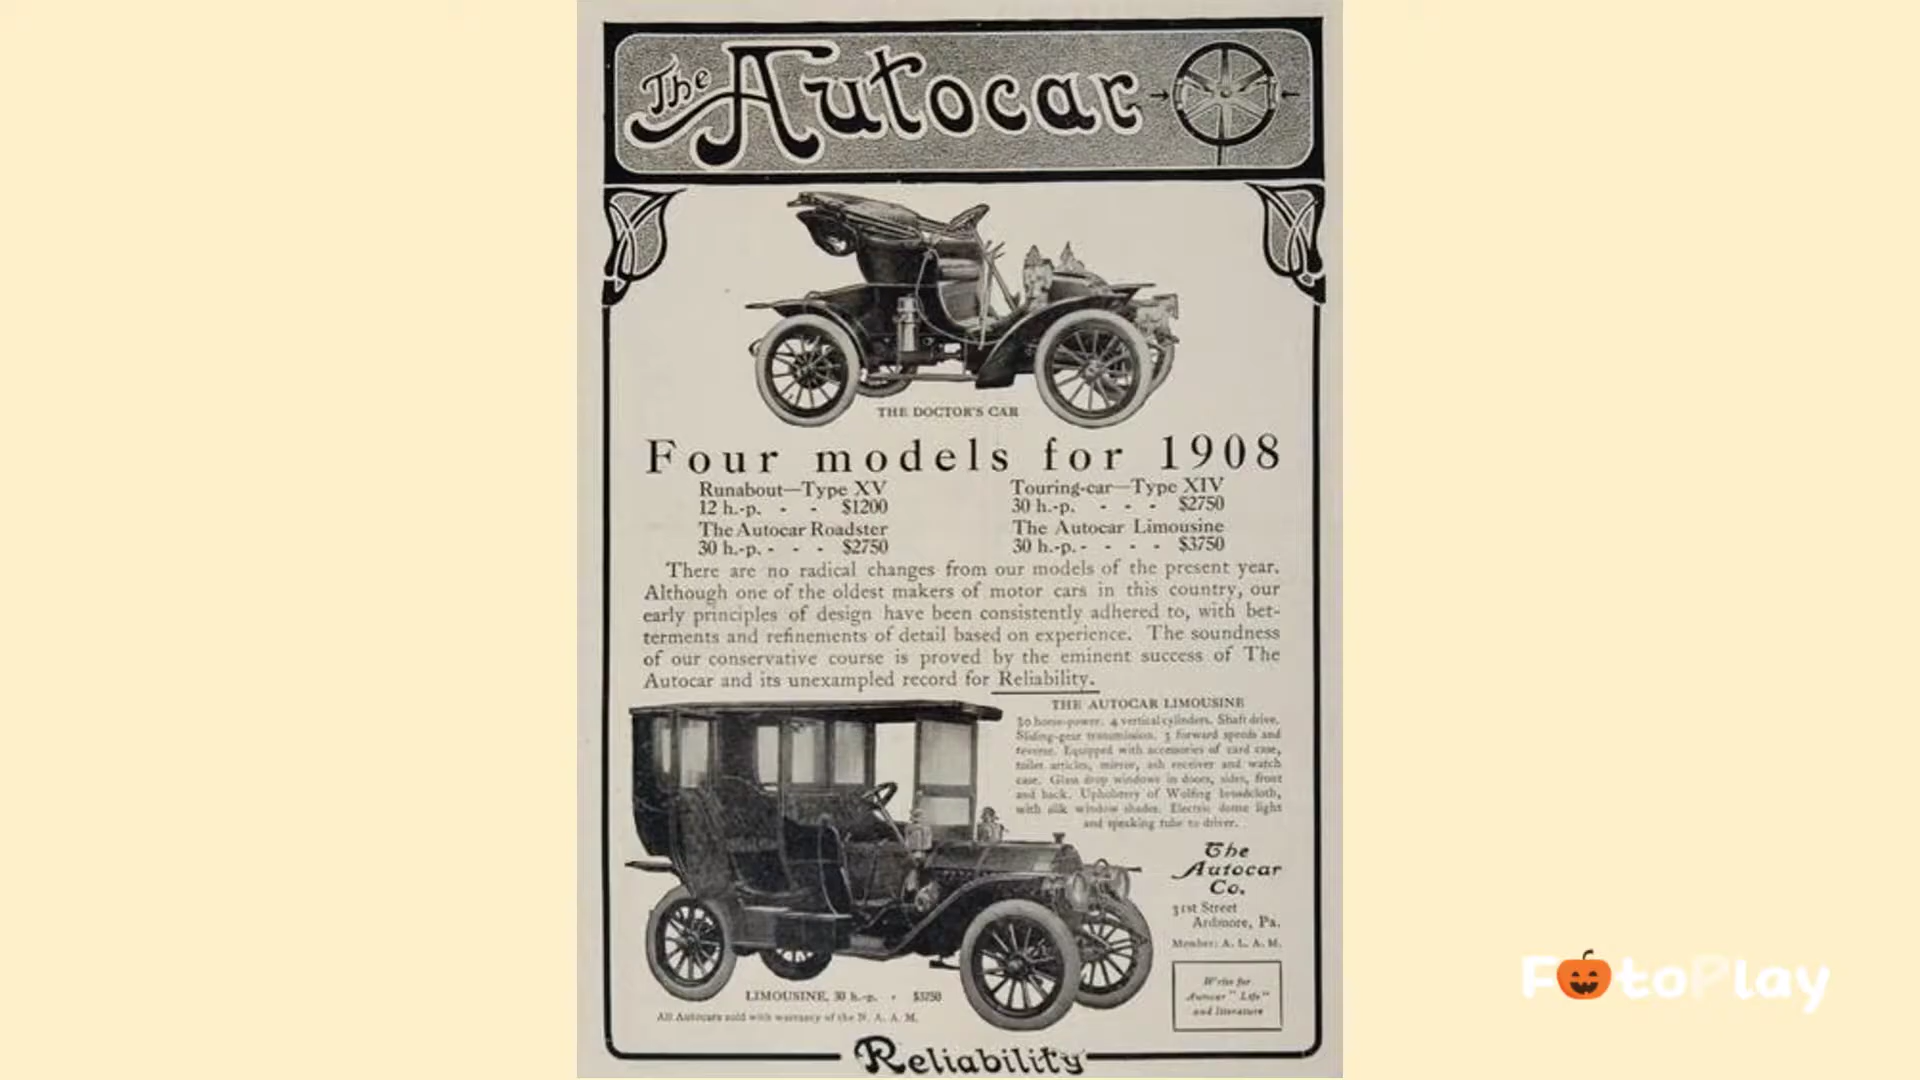 The Autocar
THE DOCTOR'S CAR
Four models for 1908
Runabout—Type XV
12 h.-p. - - $1200
The Autocar Roadster
30 h.-p. - - - $2750
Touring-car—Type XIV
30 h.-p. - - - $2750
The Autocar Limousine
30 h.-p. - - - - $3750
There are no radical changes from our models of the present year.
Although one of the oldest makers of motor cars in this country, our
early principles of design have been consistently adhered to, with bet-
terments and refinements of detail based on experience. The soundness
of our conservative course is proved by the eminent success of The
Autocar and its unexampled record for Reliability.
THE AUTOCAR LIMOUSINE
30 horse-power. 4 vertical cylinders. Shaft drive.
Sliding-gear transmission. 3 forward speeds and
reverse. Equipped with accessories of card case,
toilet articles, mirror, ash receiver and watch
case. Glass drop windows in doors, sides, front
and back. Upholstery of Wolfing broadcloth,
with silk window shades. Electric dome light
and speaking tube to driver.
The
Autocar
Co.
31st Street
Ardmore, Pa.
Member: A. L. A. M.
Write for
Autocar "Life"
and literature
LIMOUSINE, 30 h.-p. - $3750
All Autocars sold with warranty of the N. A. A. M.
Reliability
FotoPlay